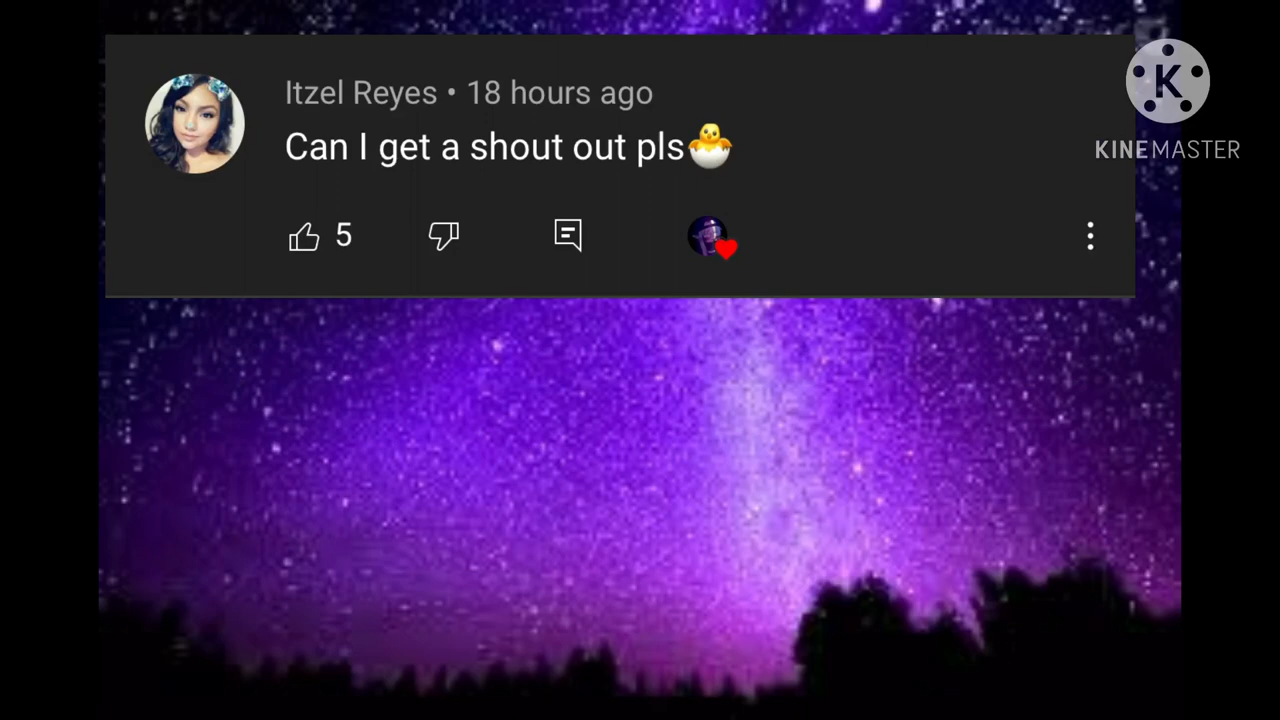 Itzel Reyes • 18 hours ago
Can I get a shout out pls🐣
5
K
KINEMASTER